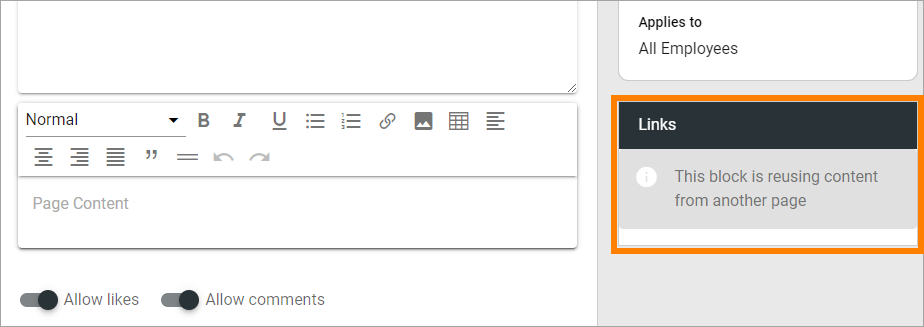 Normal
Page Content
Allow likes
Allow comments
Applies to
All Employees
Links
This block is reusing content
from another page